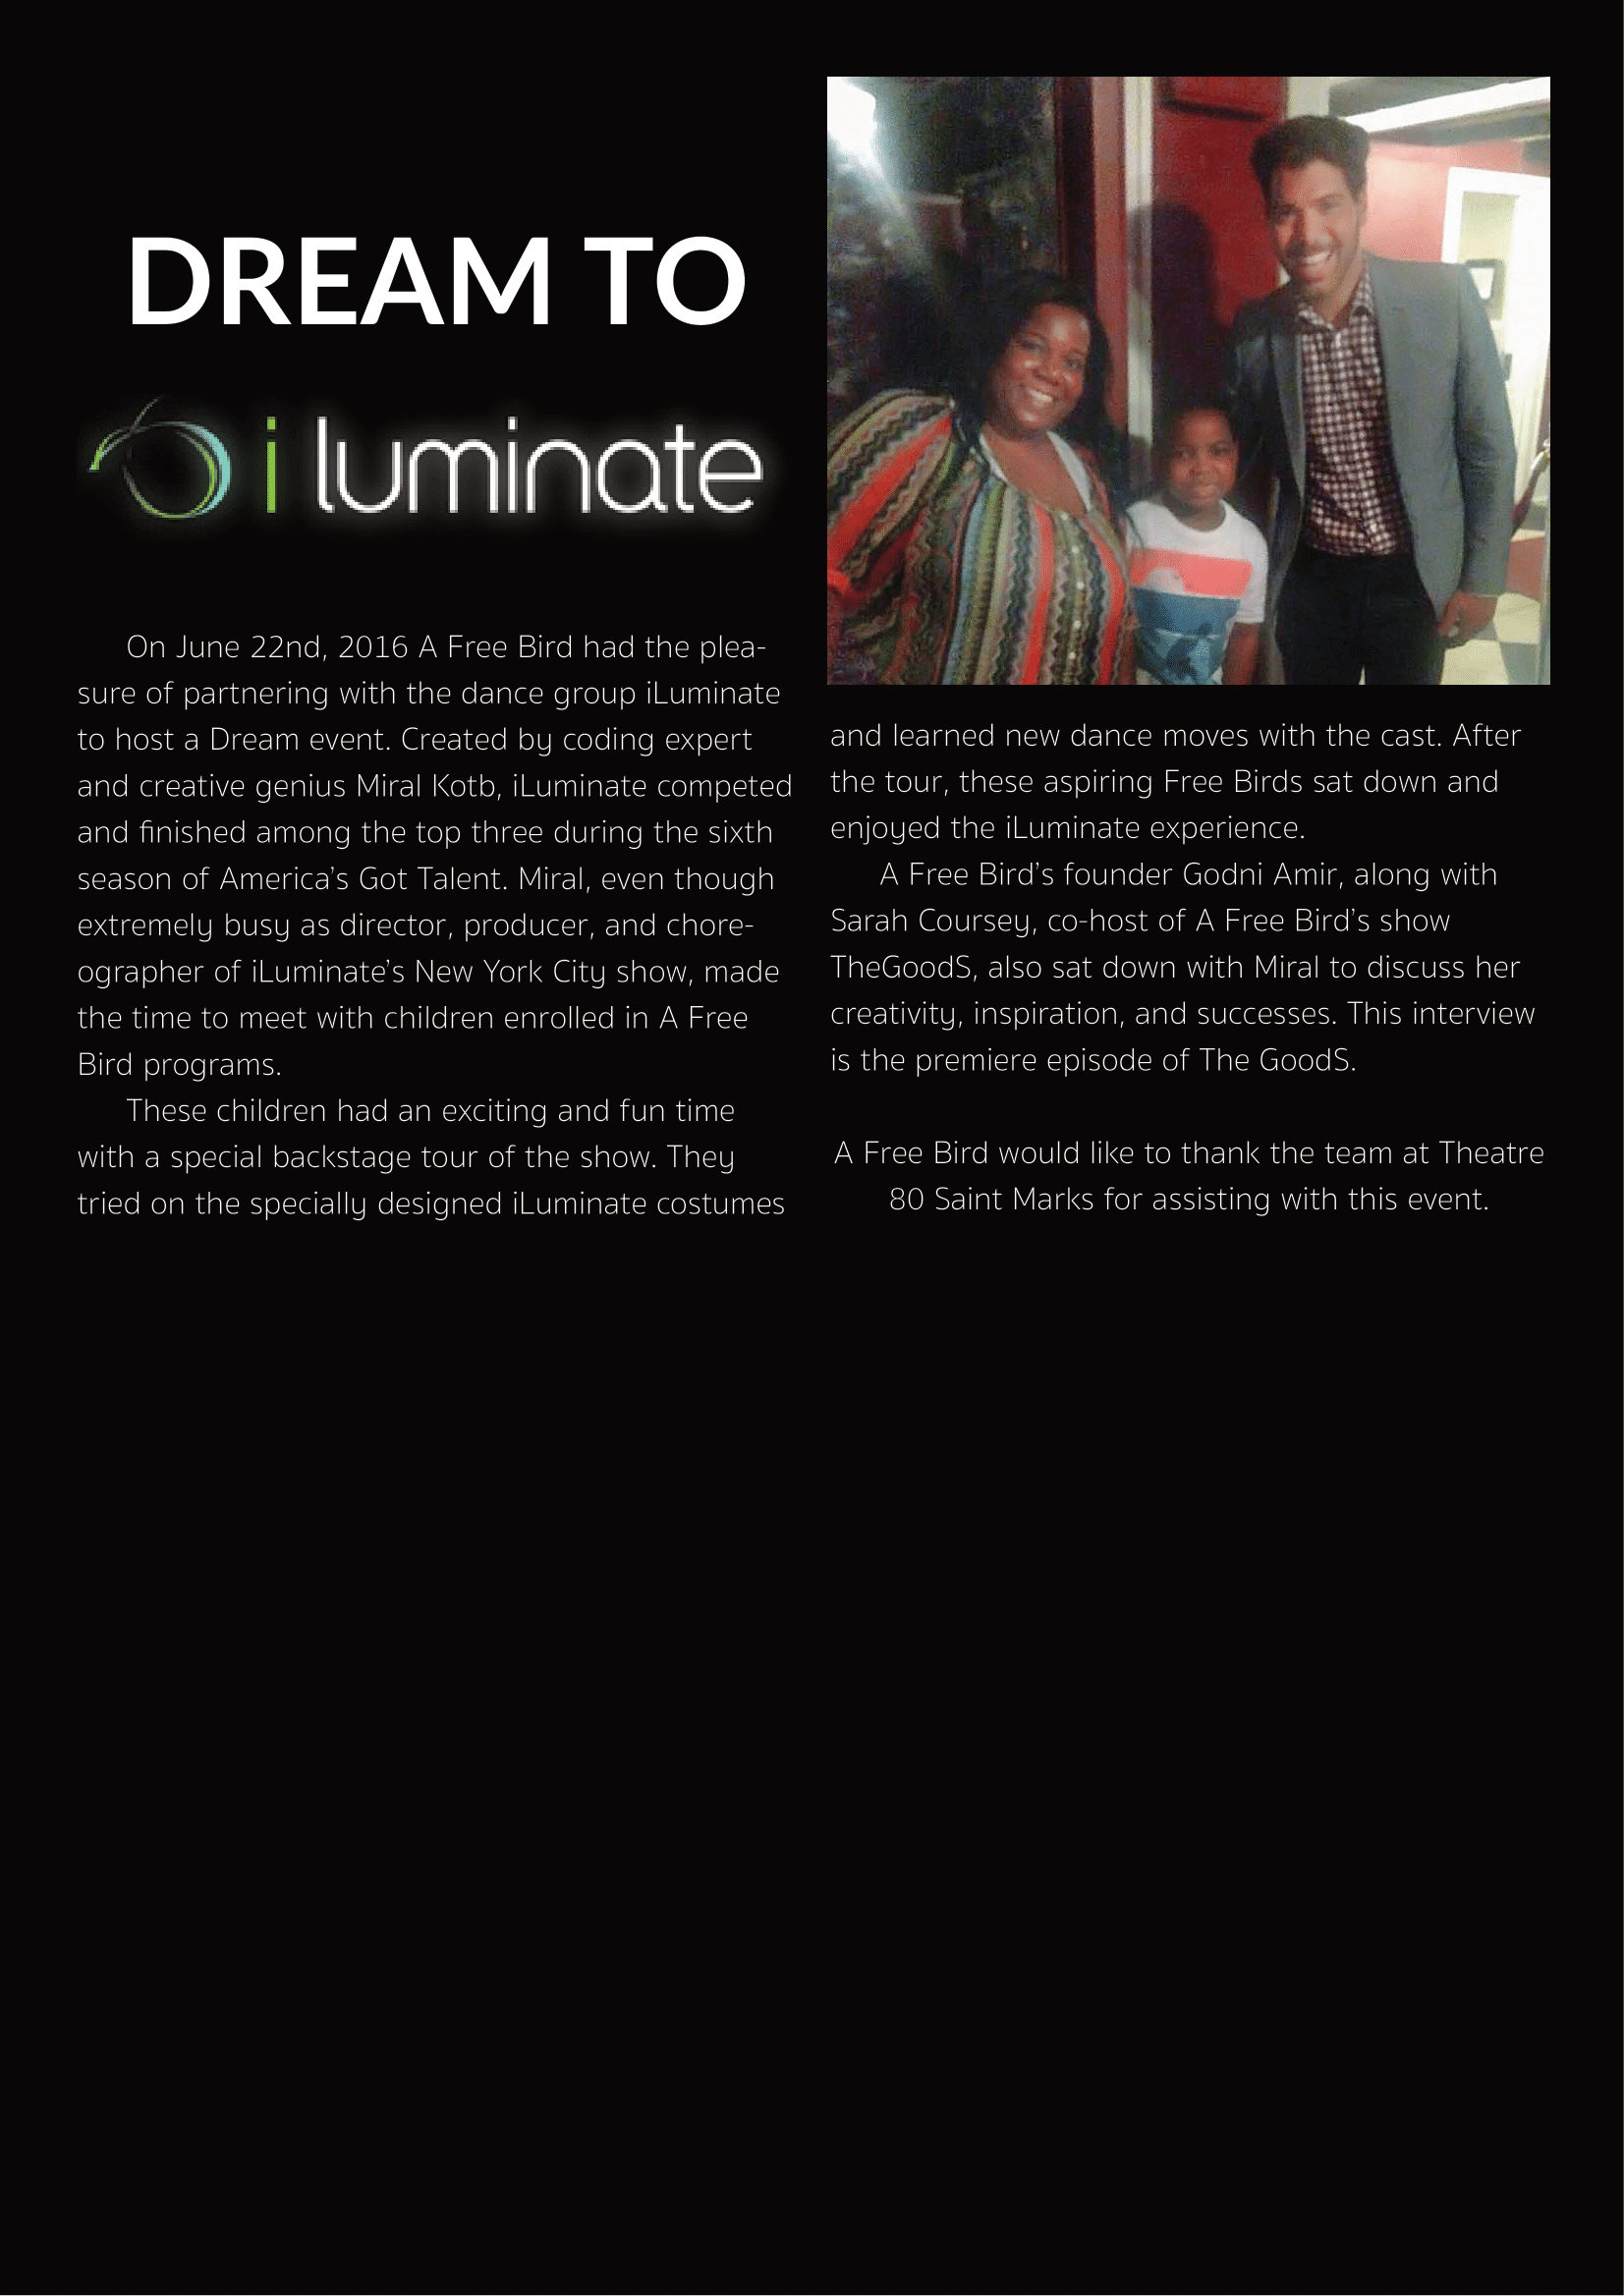 DREAM TO
i luminate
On June 22nd, 2016 A Free Bird had the plea-
sure of partnering with the dance group iLuminate
to host a Dream event. Created by coding expert
and creative genius Miral Kotb, iLuminate competed
and finished among the top three during the sixth
season of America’s Got Talent. Miral, even though
extremely busy as director, producer, and chore-
ographer of iLuminate’s New York City show, made
the time to meet with children enrolled in A Free
Bird programs.
These children had an exciting and fun time
with a special backstage tour of the show. They
tried on the specially designed iLuminate costumes
and learned new dance moves with the cast. After
the tour, these aspiring Free Birds sat down and
enjoyed the iLuminate experience.
A Free Bird’s founder Godni Amir, along with
Sarah Coursey, co-host of A Free Bird’s show
TheGoodS, also sat down with Miral to discuss her
creativity, inspiration, and successes. This interview
is the premiere episode of The GoodS.
A Free Bird would like to thank the team at Theatre
80 Saint Marks for assisting with this event.